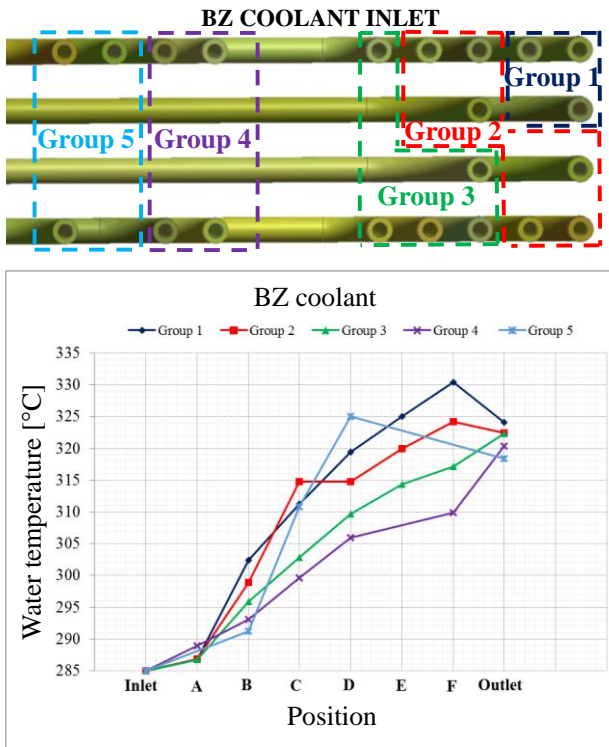 BZ COOLANT INLET
Group 1
Group 5
Group 4
Group 2
Group 3
BZ coolant
Group 1 Group 2 Group 3 Group 4 Group 5
Water temperature [°C]
335
330
325
320
315
310
305
300
295
290
285
Inlet A B C D E F Outlet
Position